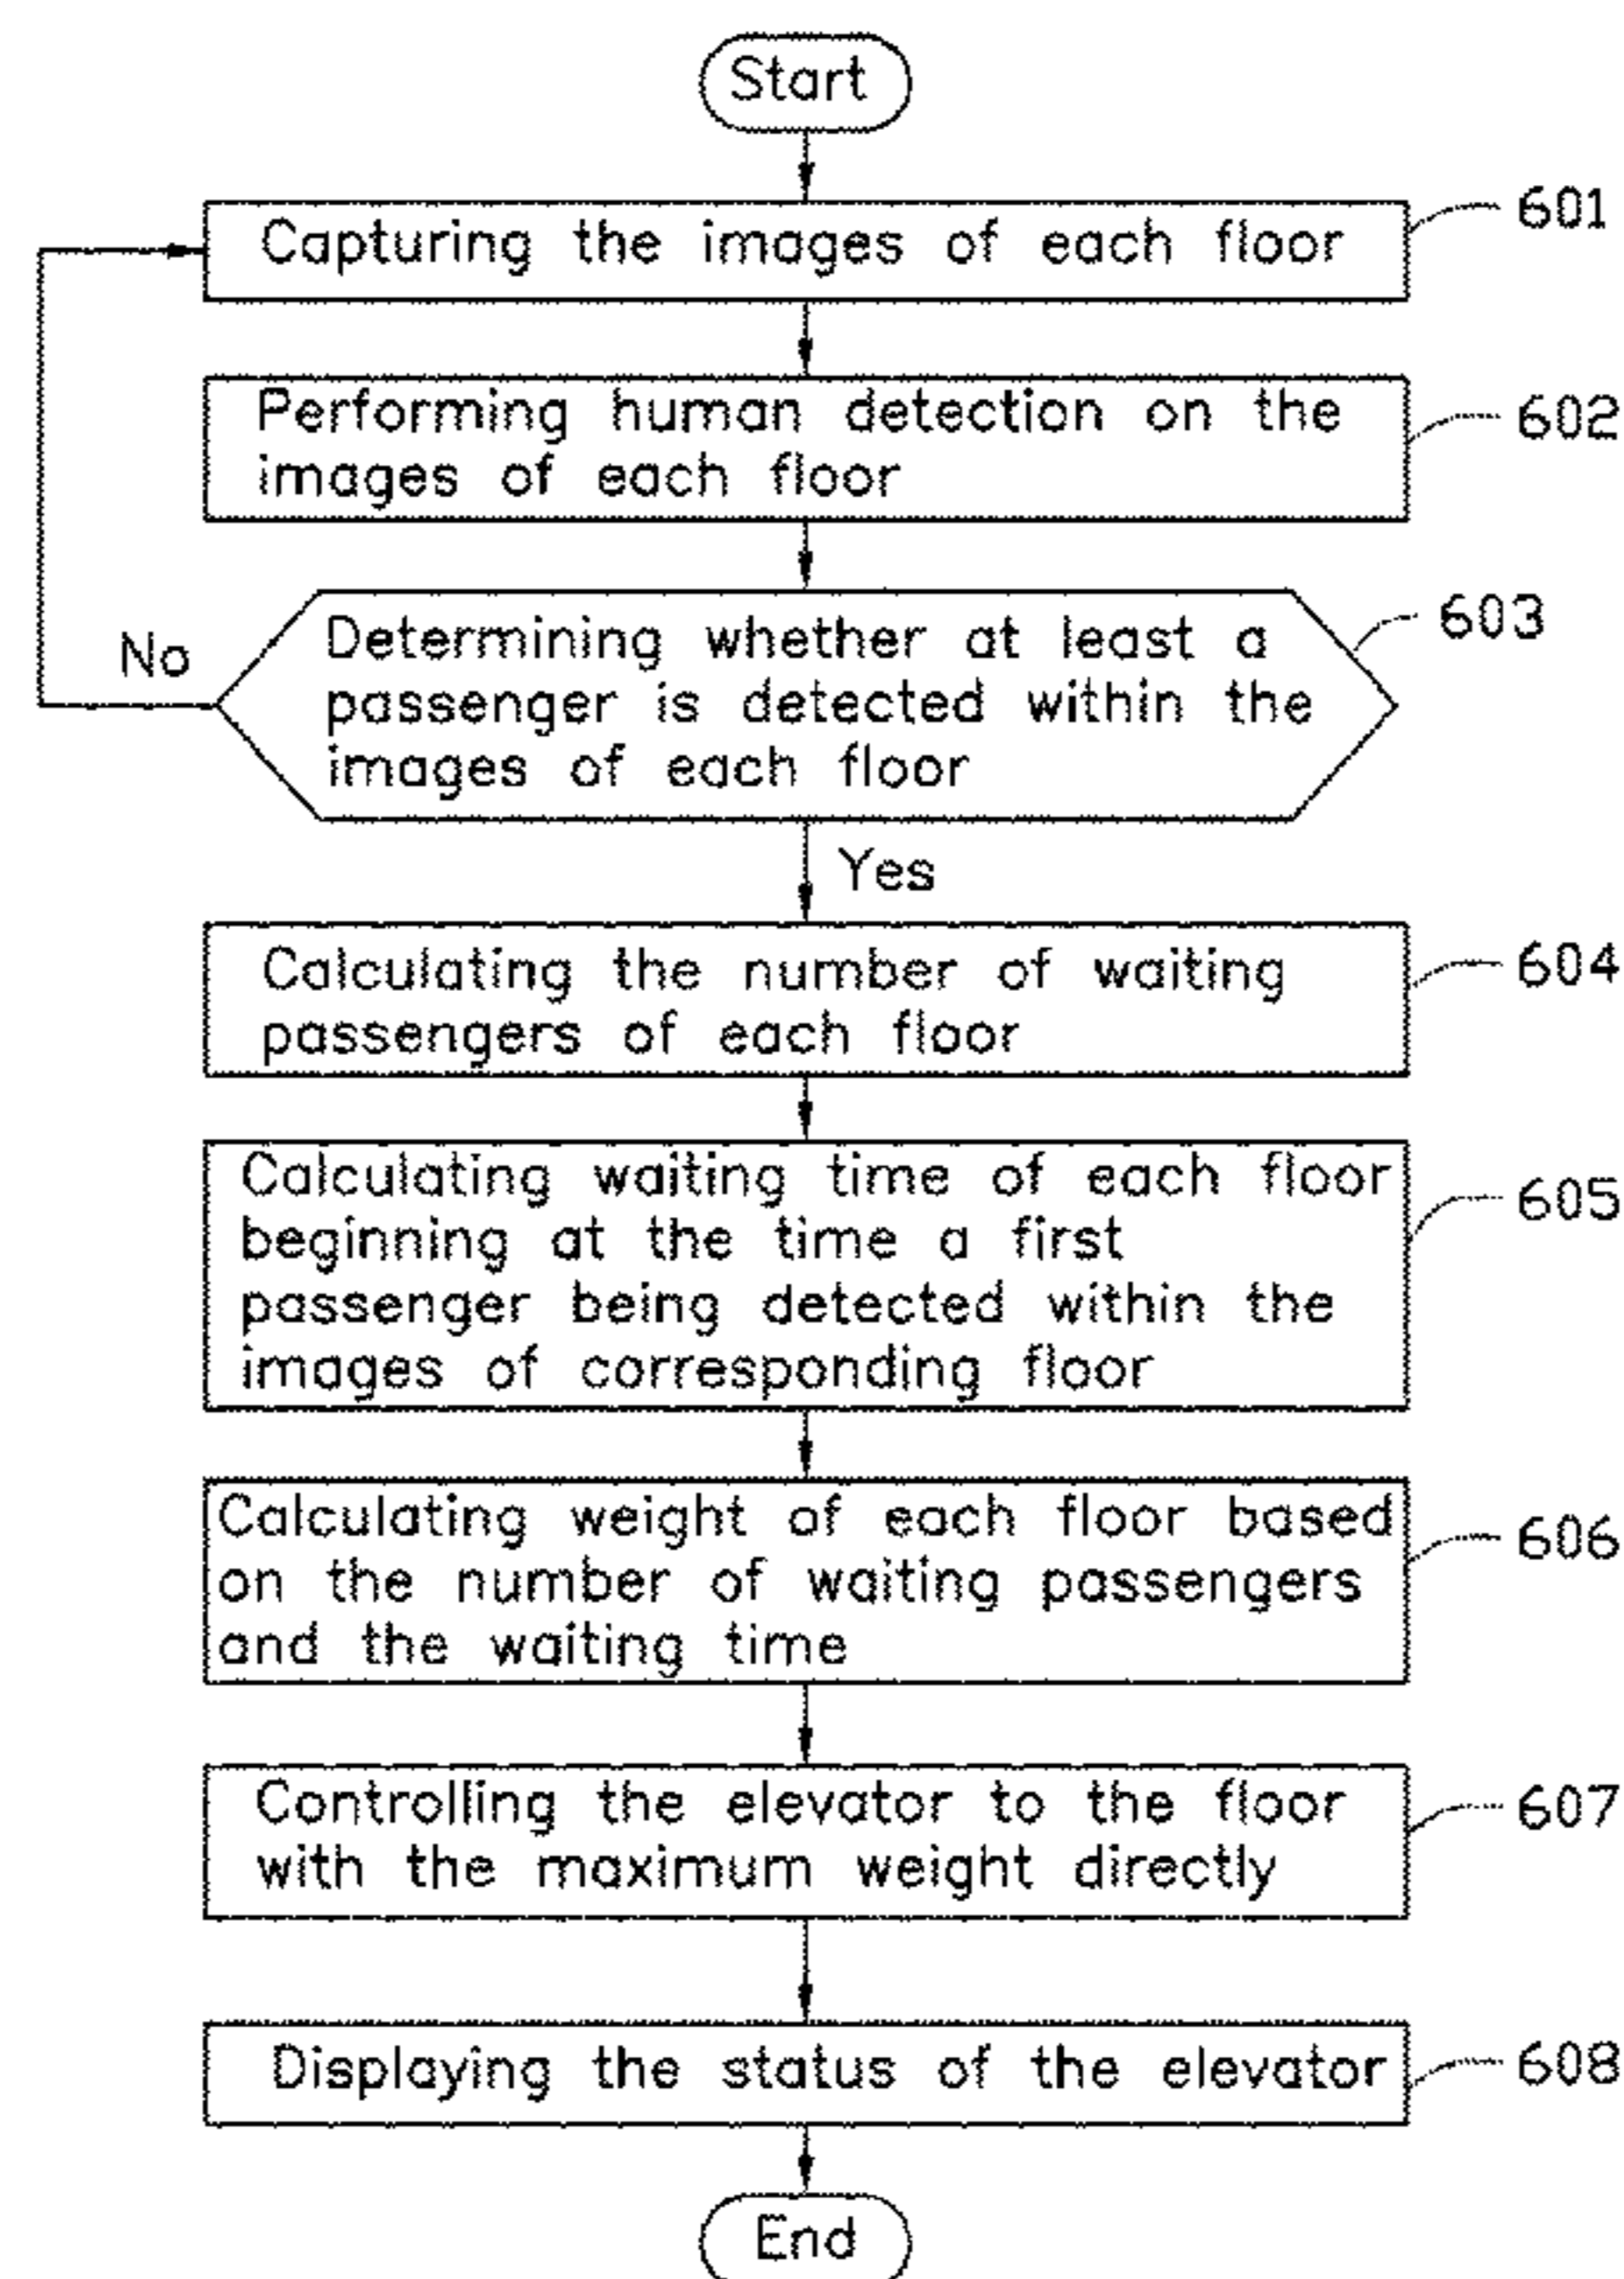 Start
Capturing the images of each floor
601
Performing human detection on the
images of each floor
602
Determining whether at least a
passenger is detected within the
images of each floor
603
No
Yes
Calculating the number of waiting
passengers of each floor
604
Calculating waiting time of each floor
beginning at the time a first
passenger being detected within the
images of corresponding floor
605
Calculating weight of each floor based
on the number of waiting passengers
and the waiting time
606
Controlling the elevator to the floor
with the maximum weight directly
607
Displaying the status of the elevator
608
End